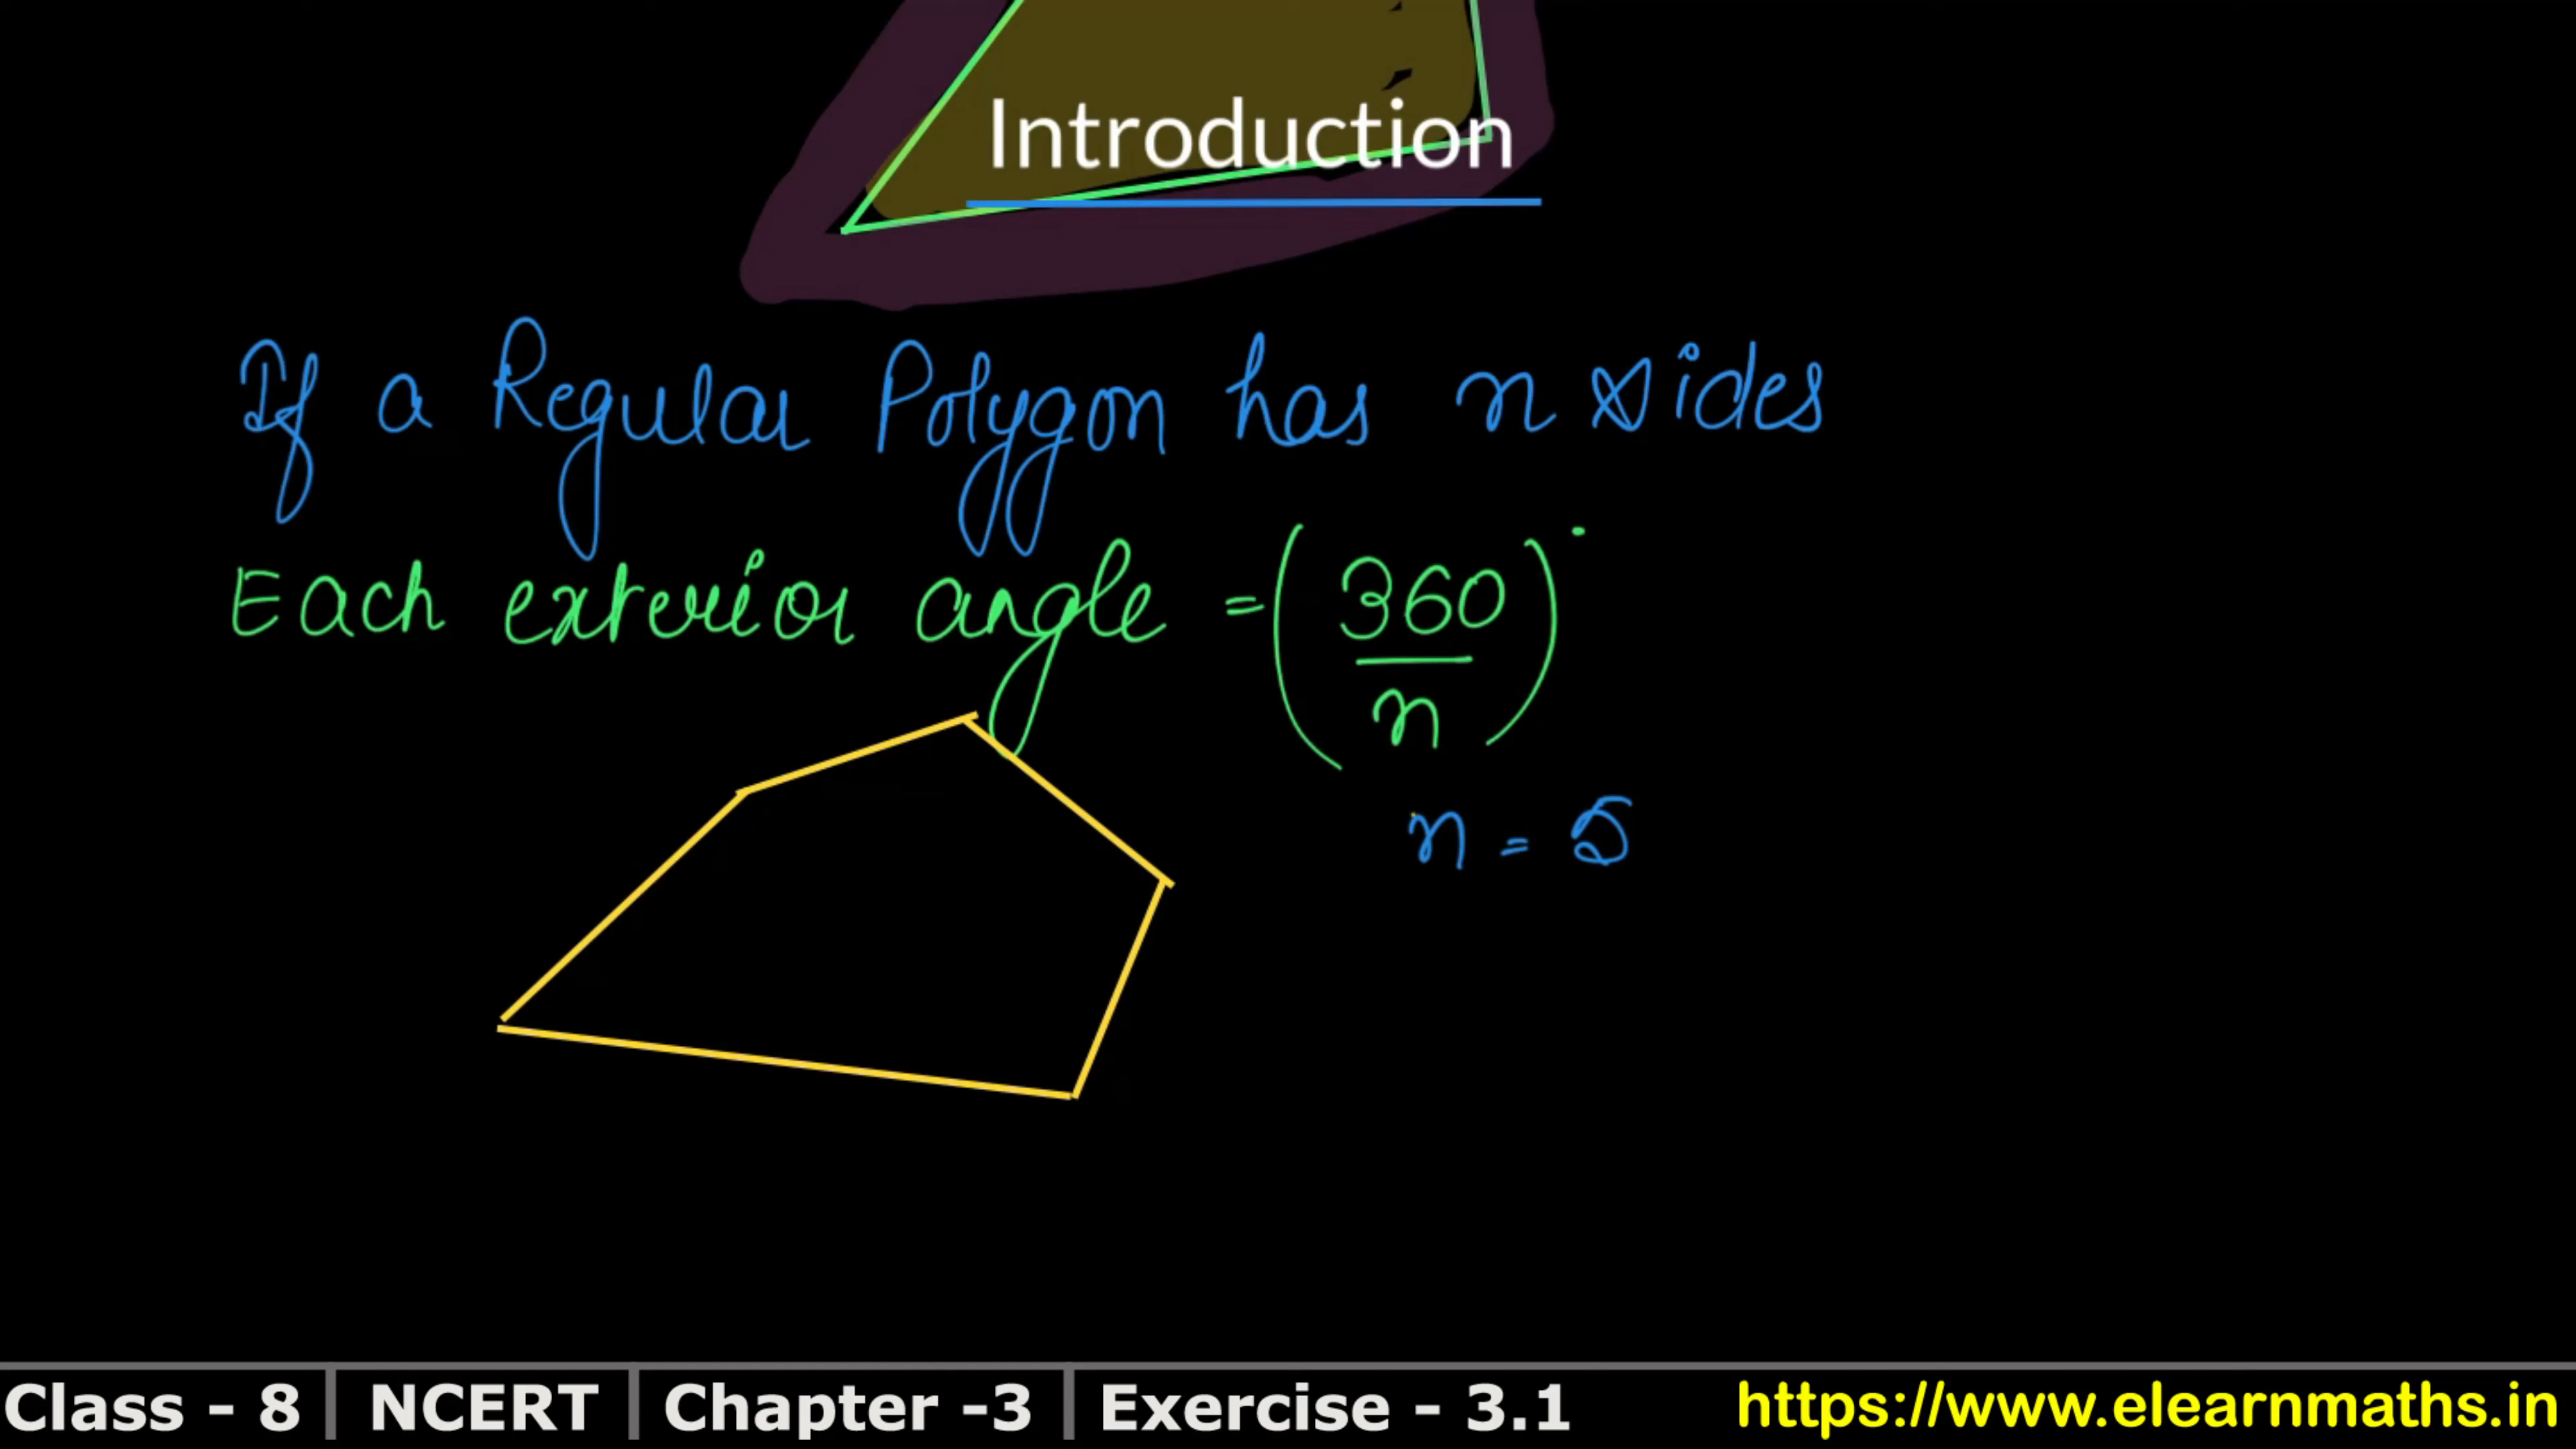 Introduction
If a Regular Polygon has n sides
Each exterior angle = (360/n)°
n = 5
Class - 8 | NCERT | Chapter -3 | Exercise - 3.1 https://www.elearnmaths.in